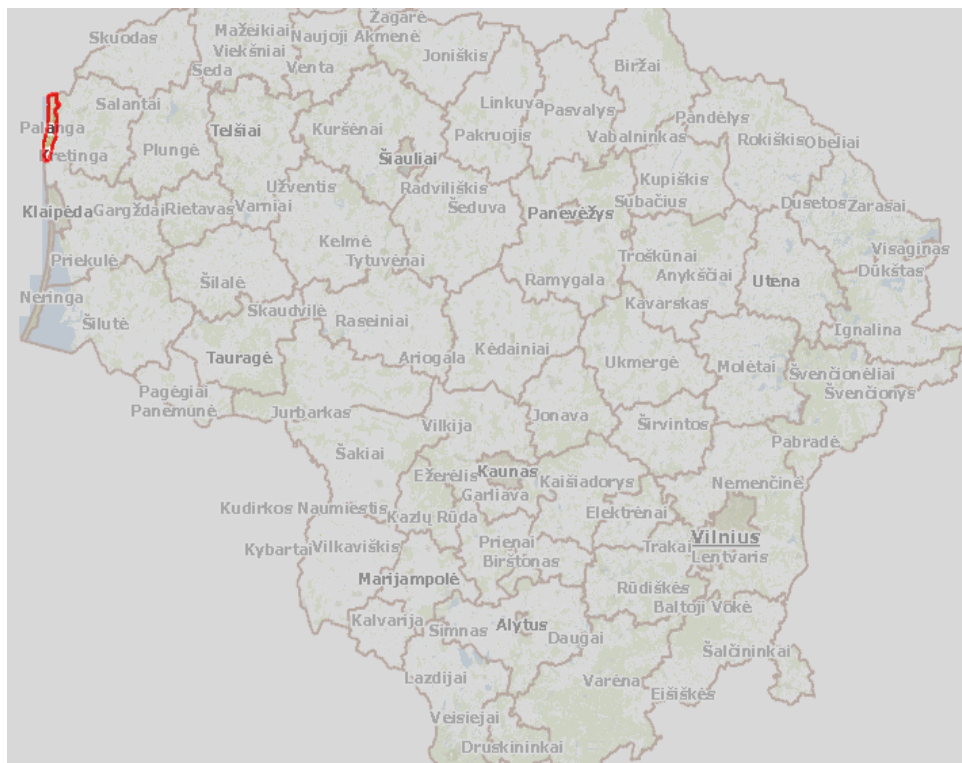 Žagarė
Skuodas
Mažeikiai
Naujoji Akmenė
Viekšniai
Joniškis
Seda
Venta
Biržai
Salantai
Linkuva
Pasvalys
Pandėlys
Palanga
Telšiai
Kuršėnai
Pakruojis
Vabalninkas
Rokiškis
Obeliai
Kretinga
Plungė
Šiauliai
Užventis
Radviliškis
Kupiškis
Subačius
Dusetos
Zarasai
Klaipėda
Gargždai
Rietavas
Varniai
Šeduva
Panevėžys
Kelmė
Tytuvėnai
Troškūnai
Visaginas
Priekulė
Anykščiai
Dūkštas
Šilalė
Ramygala
Utena
Neringa
Skaudvilė
Kavarskas
Šilutė
Raseiniai
Ignalina
Kėdainiai
Tauragė
Ariogala
Ukmergė
Molėtai
Švenčionėliai
Pagėgiai
Švenčionys
Panemunė
Jurbarkas
Jonava
Vilkija
Širvintos
Pabradė
Šakiai
Ežerėlis
Kaunas
Kaišiadorys
Nemenčinė
Garliava
Kudirkos Naumiestis
Kazlų Rūda
Elektrėnai
Vilnius
Kybartai
Vilkaviškis
Prienai
Trakai
Birštonas
Lentvaris
Marijampolė
Rūdiškės
Baltoji Vokė
Kalvarija
Simnas
Alytus
Daugai
Šalčininkai
Lazdijai
Varėna
Eišiškės
Veisiejai
Druskininkai